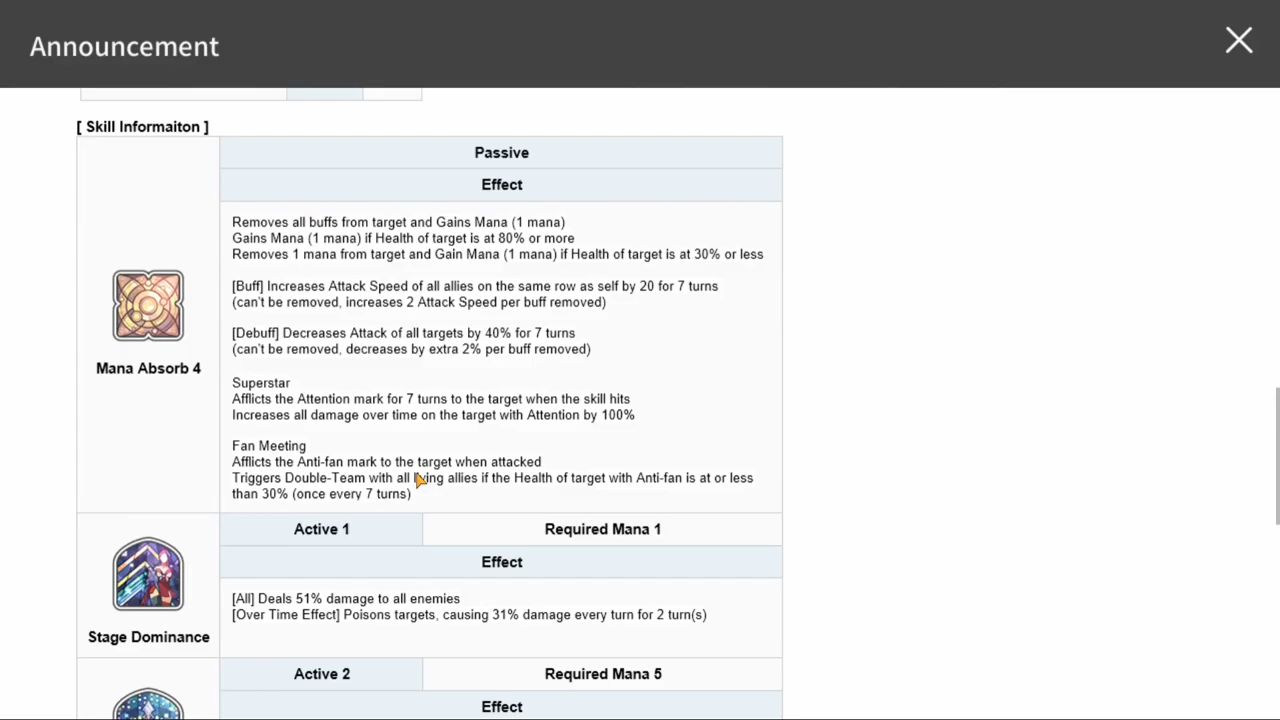 Announcement
[ Skill Informaiton ]
Passive
Effect
Removes all buffs from target and Gains Mana (1 mana)
Gains Mana (1 mana) if Health of target is at 80% or more
Removes 1 mana from target and Gain Mana (1 mana) if Health of target is at 30% or less
[Buff] Increases Attack Speed of all allies on the same row as self by 20 for 7 turns
(can't be removed, increases 2 Attack Speed per buff removed)
[Debuff] Decreases Attack of all targets by 40% for 7 turns
(can't be removed, decreases by extra 2% per buff removed)
Mana Absorb 4
Superstar
Afflicts the Attention mark for 7 turns to the target when the skill hits
Increases all damage over time on the target with Attention by 100%
Fan Meeting
Afflicts the Anti-fan mark to the target when attacked
Triggers Double-Team with all living allies if the Health of target with Anti-fan is at or less
than 30% (once every 7 turns)
Active 1 Required Mana 1
Effect
[All] Deals 51% damage to all enemies
[Over Time Effect] Poisons targets, causing 31% damage every turn for 2 turn(s)
Stage Dominance
Active 2 Required Mana 5
Effect